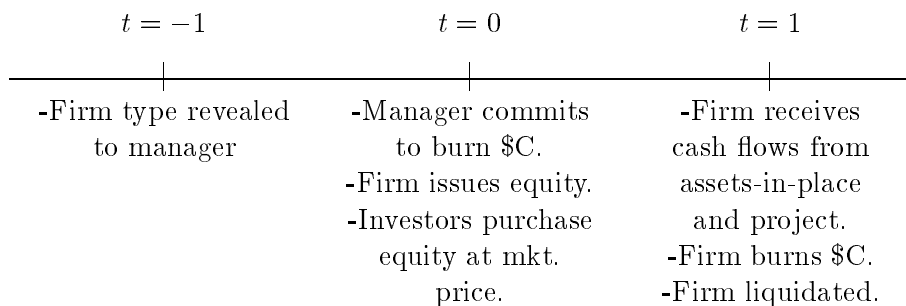 t = −1
t = 0
t = 1
-Firm type revealed
to manager
-Manager commits
to burn $C.
-Firm issues equity.
-Investors purchase
equity at mkt.
price.
-Firm receives
cash flows from
assets-in-place
and project.
-Firm burns $C.
-Firm liquidated.